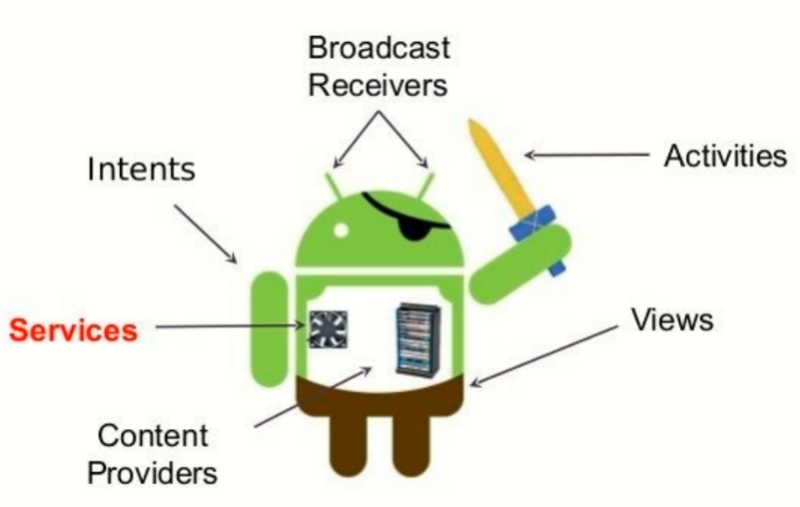 Broadcast
Receivers
Activities
Intents
Services
Views
Content
Providers